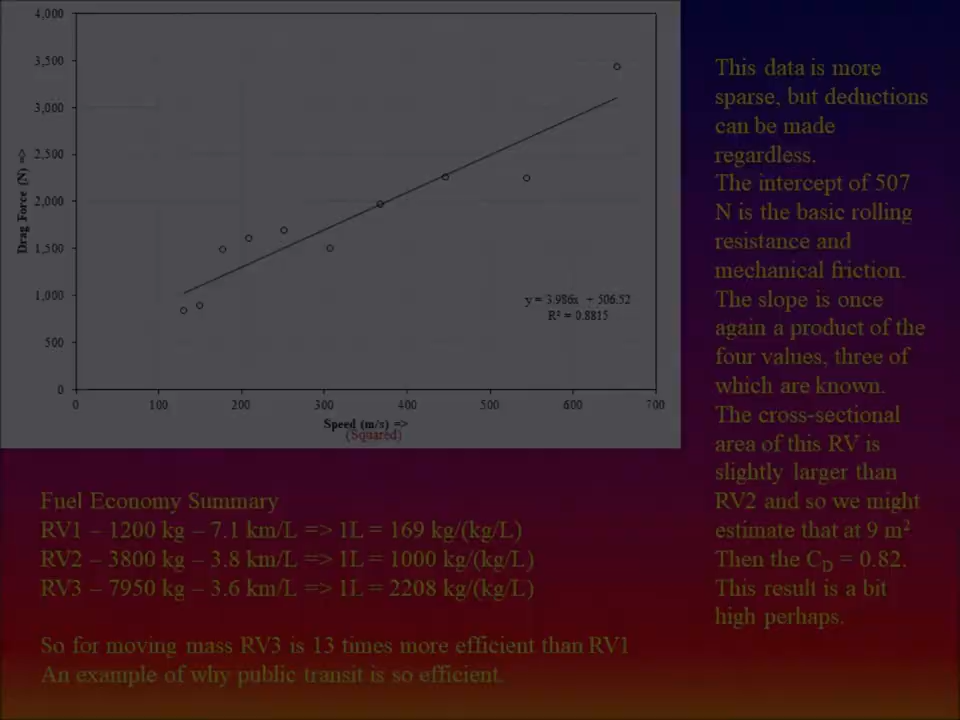 4,000
3,500
3,000
2,500
2,000
1,500
1,000
500
0
Drag Force (N) =>
y = 3.986x + 506.52
R² = 0.8815
0 100 200 300 400 500 600 700
Speed (m/s) =>
(Squared)
This data is more
sparse, but deductions
can be made
regardless.
The intercept of 507
N is the basic rolling
resistance and
mechanical friction.
The slope is once
again a product of the
four values, three of
which are known.
The cross-sectional
area of this RV is
slightly larger than
RV2 and so we might
estimate that at 9 m²
Then the C_D = 0.82.
This result is a bit
high perhaps.
Fuel Economy Summary
RV1 – 1200 kg – 7.1 km/L => 1L = 169 kg/(kg/L)
RV2 – 3800 kg – 3.8 km/L => 1L = 1000 kg/(kg/L)
RV3 – 7950 kg – 3.6 km/L => 1L = 2208 kg/(kg/L)
So for moving mass RV3 is 13 times more efficient than RV1
An example of why public transit is so efficient.